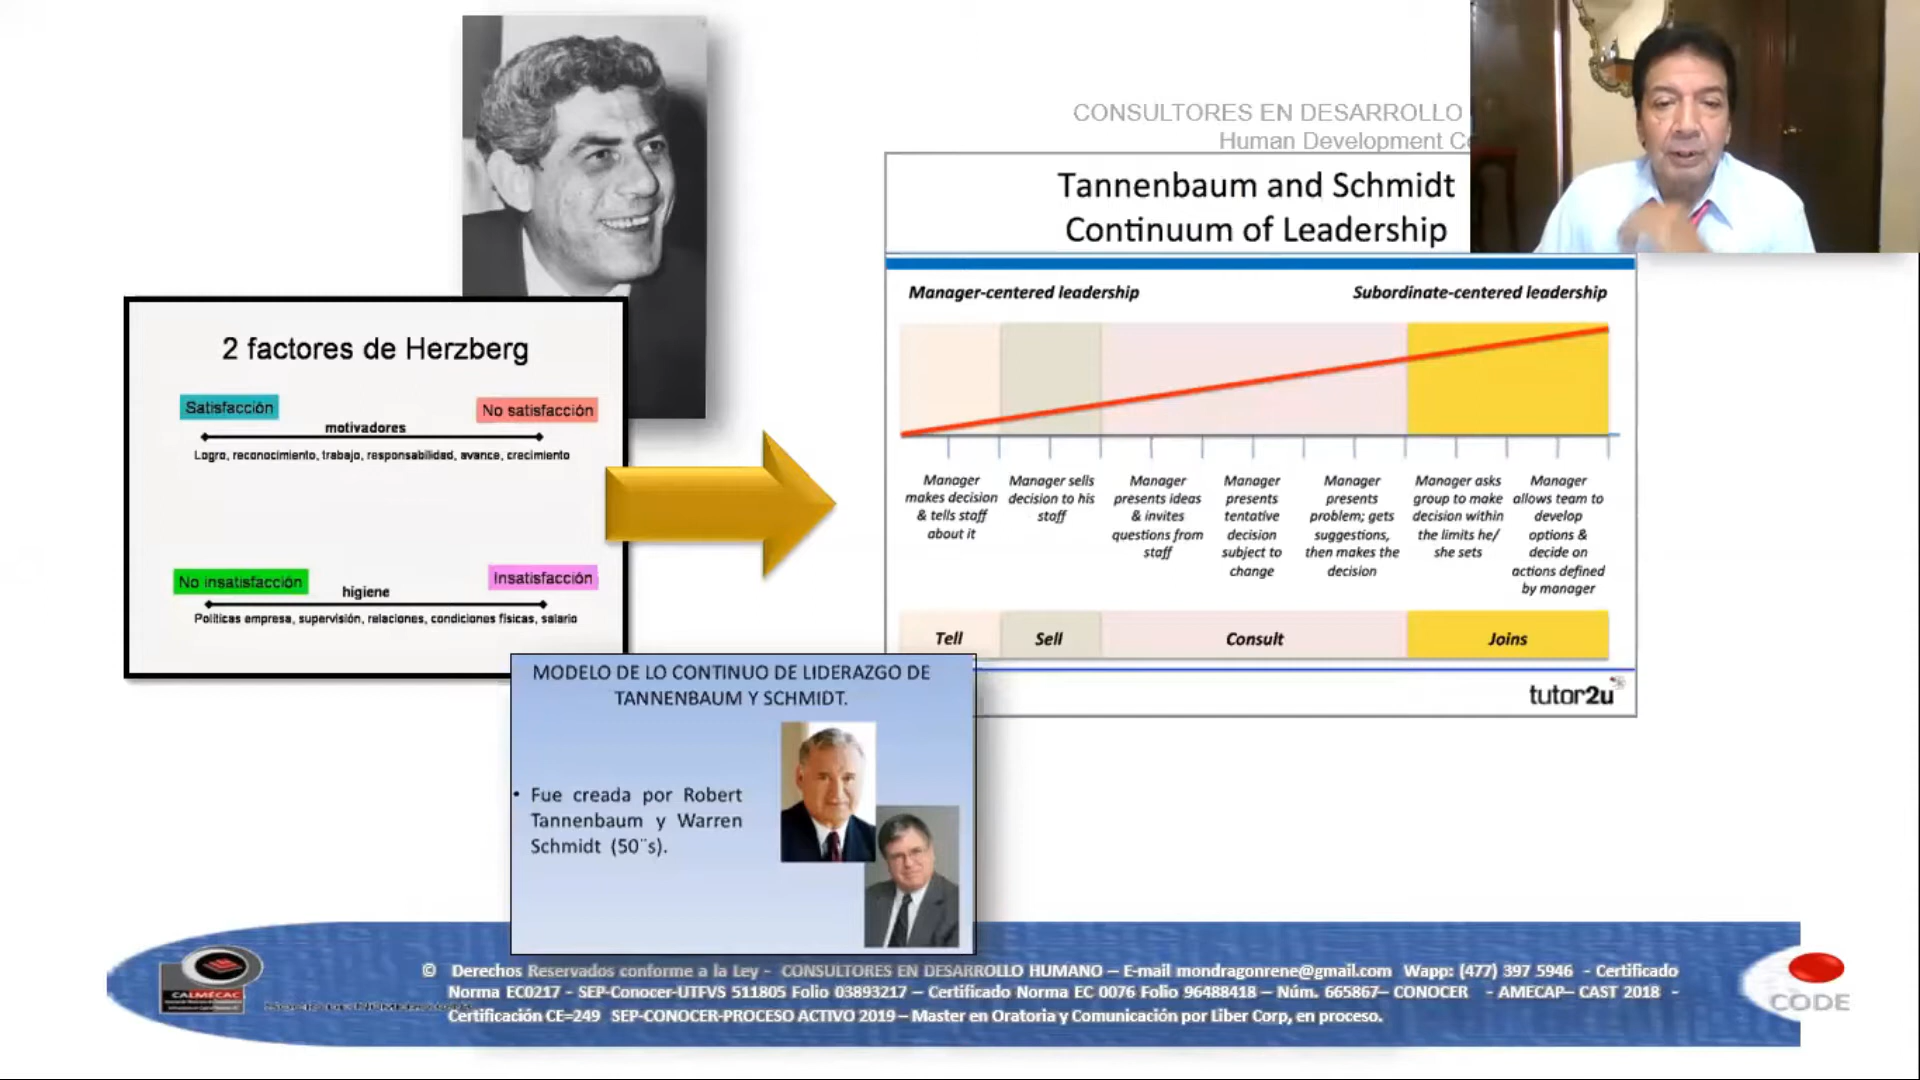 CONSULTORES EN DESARROLLO
Human Development
2 factores de Herzberg
Satisfacción
No satisfacción
motivadores
Logro, reconocimiento, trabajo, responsabilidad, avance, crecimiento
No insatisfacción
Insatisfacción
higiene
Políticas empresa, supervisión, relaciones, condiciones físicas, salario
Tannenbaum and Schmidt
Continuum of Leadership
Manager-centered leadership
Subordinate-centered leadership
Manager
makes decision
& tells staff
about it
Manager sells
decision to his
staff
Manager
presents ideas
& invites
questions from
staff
Manager
presents
tentative
decision
subject to
change
Manager
presents
problem; gets
suggestions,
then makes the
decision
Manager asks
group to make
decision within
the limits he/
she sets
Manager
allows team to
develop
options &
decide on
actions defined
by manager
Tell
Sell
Consult
Joins
tutor2u
MODELO DE LO CONTINUO DE LIDERAZGO DE
TANNENBAUM Y SCHMIDT.
• Fue creada por Robert
Tannenbaum y Warren
Schmidt (50¨s).
CALMÉCAC
© Derechos Reservados conforme a la Ley - CONSULTORES EN DESARROLLO HUMANO – E-mail mondragonrene@gmail.com Wapp: (477) 397 5946 - Certificado
Norma EC0217 - SEP-Conocer-UTFVS 511805 Folio 03893217 – Certificado Norma EC 0076 Folio 96488418 – Núm. 665867– CONOCER - AMECAP– CAST 2018 -
Certificación CE=249 SEP-CONOCER-PROCESO ACTIVO 2019 – Master en Oratoria y Comunicación por Liber Corp, en proceso.
CODE